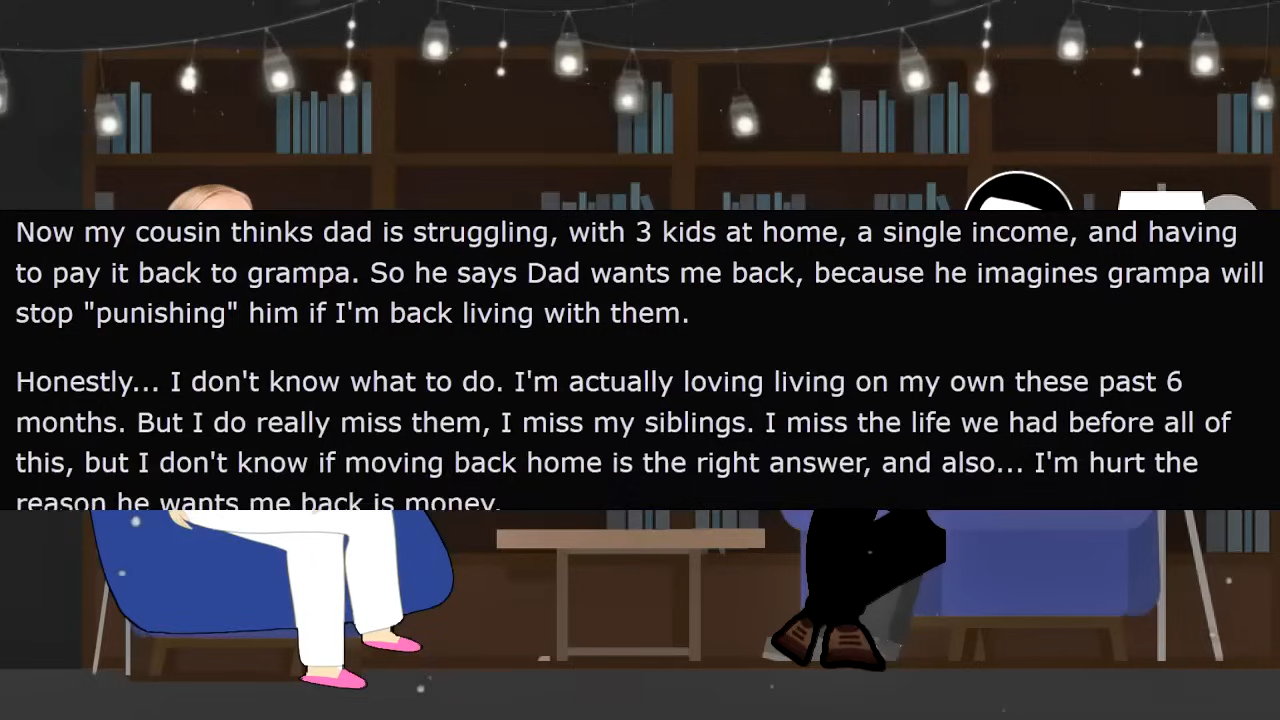 Now my cousin thinks dad is struggling, with 3 kids at home, a single income, and having
to pay it back to grampa. So he says Dad wants me back, because he imagines grampa will
stop "punishing" him if I'm back living with them.
Honestly... I don't know what to do. I'm actually loving living on my own these past 6
months. But I do really miss them, I miss my siblings. I miss the life we had before all of
this, but I don't know if moving back home is the right answer, and also... I'm hurt the
reason he wants me back is money.